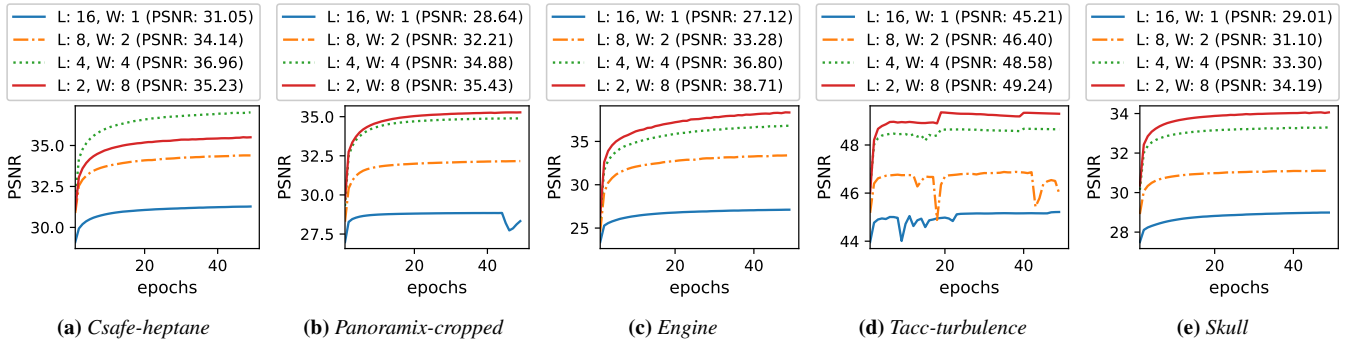 L: 16, W: 1 (PSNR: 31.05)
L: 8, W: 2 (PSNR: 34.14)
L: 4, W: 4 (PSNR: 36.96)
L: 2, W: 8 (PSNR: 35.23)
35.0
32.5
30.0
PSNR
20
40
epochs
(a) Csafe-heptane
L: 16, W: 1 (PSNR: 28.64)
L: 8, W: 2 (PSNR: 32.21)
L: 4, W: 4 (PSNR: 34.88)
L: 2, W: 8 (PSNR: 35.43)
35.0
32.5
30.0
27.5
PSNR
20
40
epochs
(b) Panoramix-cropped
L: 16, W: 1 (PSNR: 27.12)
L: 8, W: 2 (PSNR: 33.28)
L: 4, W: 4 (PSNR: 36.80)
L: 2, W: 8 (PSNR: 38.71)
35
30
25
PSNR
20
40
epochs
(c) Engine
L: 16, W: 1 (PSNR: 45.21)
L: 8, W: 2 (PSNR: 46.40)
L: 4, W: 4 (PSNR: 48.58)
L: 2, W: 8 (PSNR: 49.24)
48
46
44
PSNR
20
40
epochs
(d) Tacc-turbulence
L: 16, W: 1 (PSNR: 29.01)
L: 8, W: 2 (PSNR: 31.10)
L: 4, W: 4 (PSNR: 33.30)
L: 2, W: 8 (PSNR: 34.19)
34
32
30
28
PSNR
20
40
epochs
(e) Skull